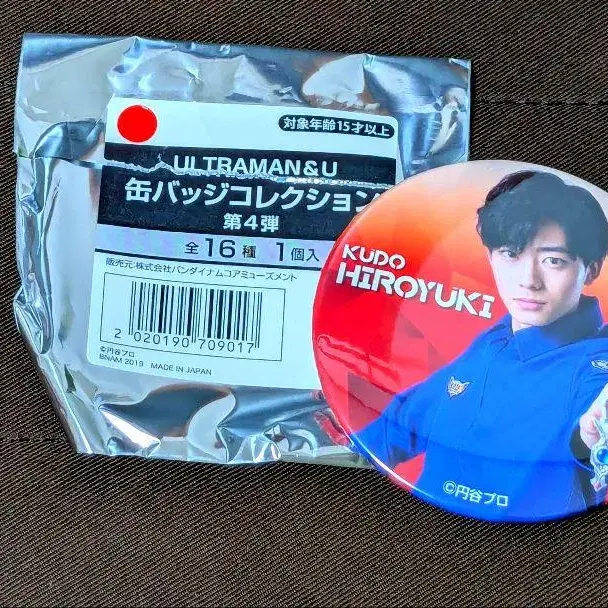 対象年齢15才以上
ULTRAMAN&U
缶バッジコレクション
第4弾
全16種 1個入
販売元:株式会社バンダイナムコアミューズメント
2 020190 709017
©円谷プロ
BNAM 2019 MADE IN JAPAN
KUDO
HIROYUKI
©円谷プロ